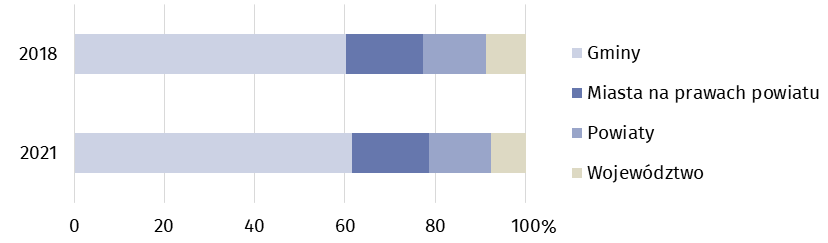 2018
2021
0 20 40 60 80 100%
Gminy
Miasta na prawach powiatu
Powiaty
Województwo